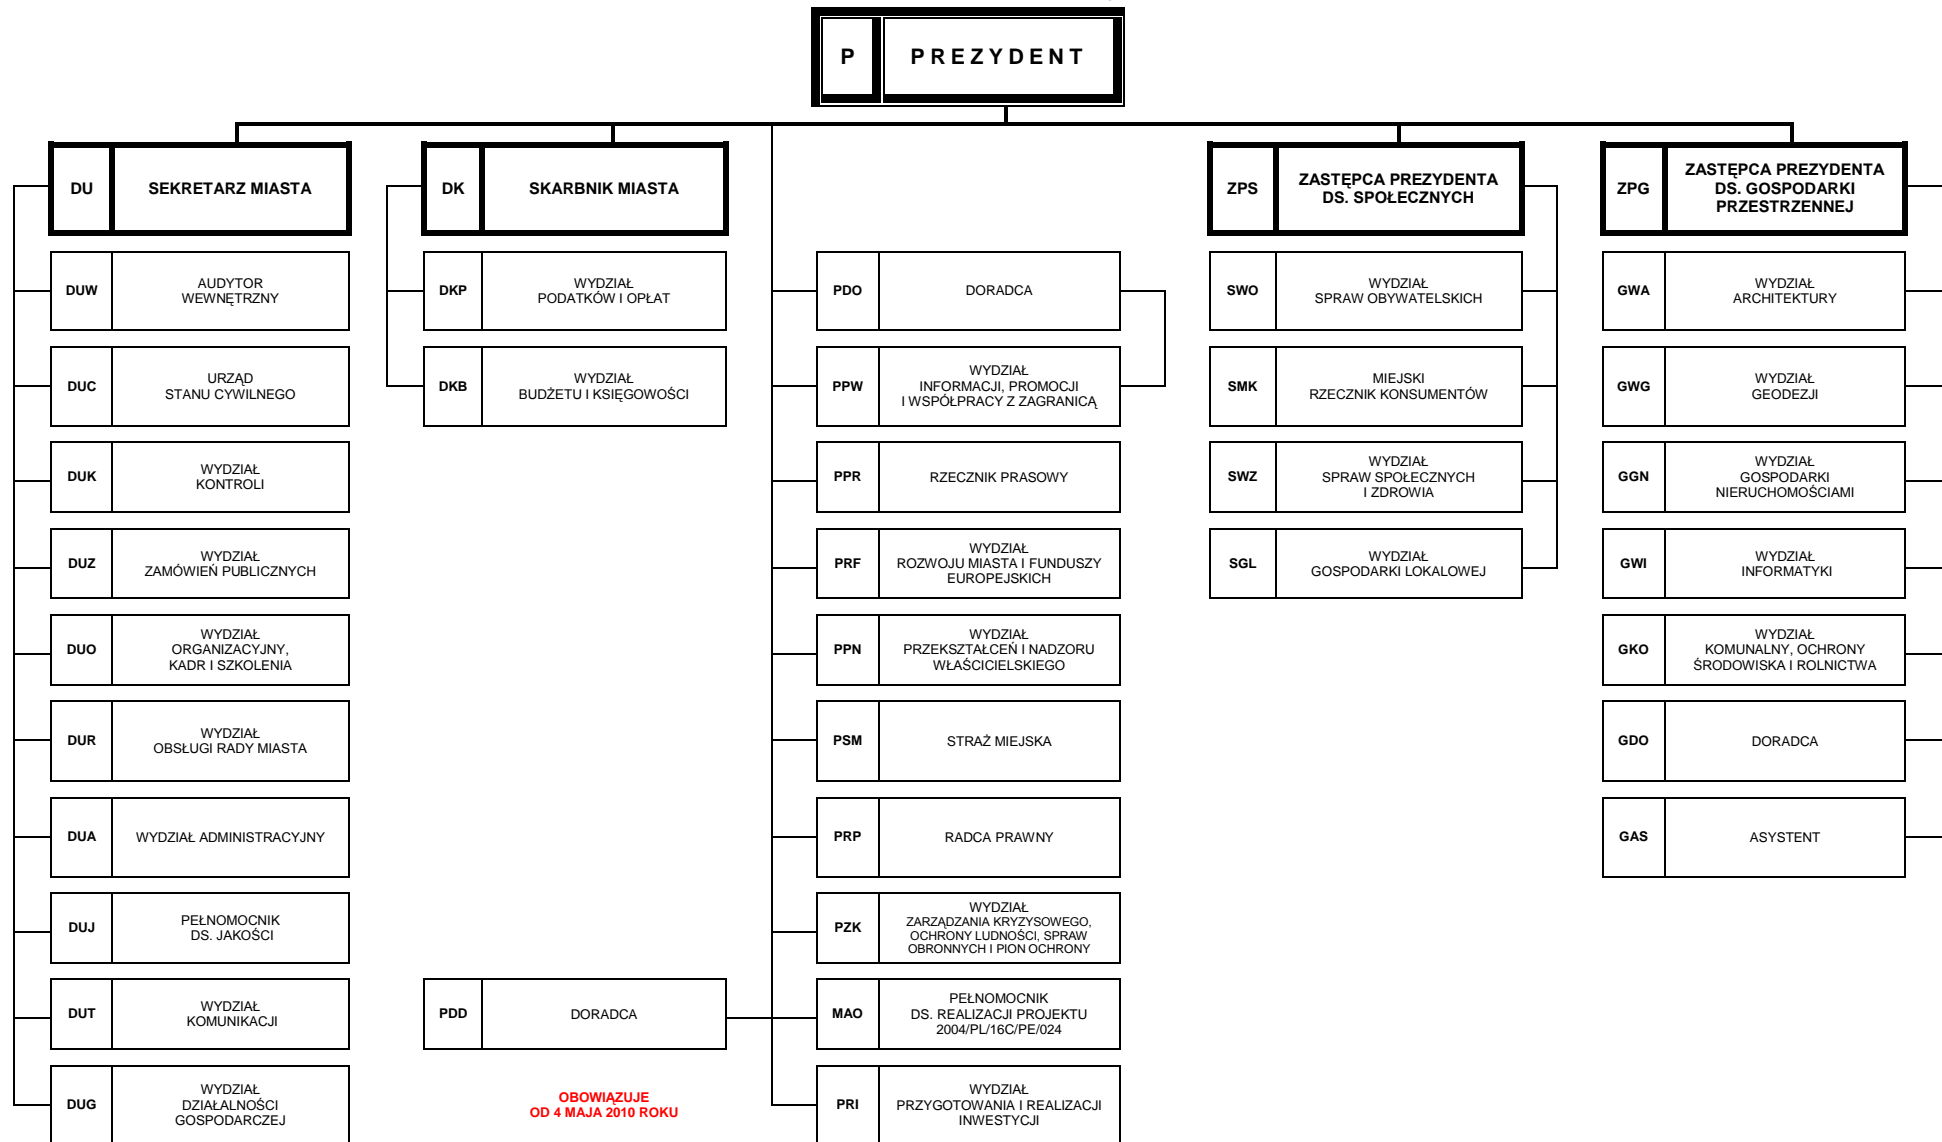 P
PREZYDENT
DU
SEKRETARZ MIASTA
DK
SKARBNIK MIASTA
ZPS
ZASTĘPCA PREZYDENTA
DS. SPOŁECZNYCH
ZPG
ZASTĘPCA PREZYDENTA
DS. GOSPODARKI
PRZESTRZENNEJ
DUW
AUDYTOR
WEWNĘTRZNY
DUC
URZĄD
STANU CYWILNEGO
DUK
WYDZIAŁ
KONTROLI
DUZ
WYDZIAŁ
ZAMÓWIEŃ PUBLICZNYCH
DUO
WYDZIAŁ
ORGANIZACYJNY,
KADR I SZKOLENIA
DUR
WYDZIAŁ
OBSŁUGI RADY MIASTA
DUA
WYDZIAŁ ADMINISTRACYJNY
DUJ
PEŁNOMOCNIK
DS. JAKOŚCI
DUT
WYDZIAŁ
KOMUNIKACJI
DUG
WYDZIAŁ
DZIAŁALNOŚCI
GOSPODARCZEJ
DKP
WYDZIAŁ
PODATKÓW I OPŁAT
DKB
WYDZIAŁ
BUDŻETU I KSIĘGOWOŚCI
PDD
DORADCA
OBOWIĄZUJE
OD 4 MAJA 2010 ROKU
PDO
DORADCA
PPW
WYDZIAŁ
INFORMACJI, PROMOCJI
I WSPÓŁPRACY Z ZAGRANICĄ
PPR
RZECZNIK PRASOWY
PRF
WYDZIAŁ
ROZWOJU MIASTA I FUNDUSZY
EUROPEJSKICH
PPN
WYDZIAŁ
PRZEKSZTAŁCEŃ I NADZORU
WŁAŚCICIELSKIEGO
PSM
STRAŻ MIEJSKA
PRP
RADCA PRAWNY
PZK
WYDZIAŁ
ZARZĄDZANIA KRYZYSOWEGO,
OCHRONY LUDNOŚCI, SPRAW
OBRONNYCH I PION OCHRONY
MAO
PEŁNOMOCNIK
DS. REALIZACJI PROJEKTU
2004/PL/16C/PE/024
PRI
WYDZIAŁ
PRZYGOTOWANIA I REALIZACJI
INWESTYCJI
SWO
WYDZIAŁ
SPRAW OBYWATELSKICH
SMK
MIEJSKI
RZECZNIK KONSUMENTÓW
SWZ
WYDZIAŁ
SPRAW SPOŁECZNYCH
I ZDROWIA
SGL
WYDZIAŁ
GOSPODARKI LOKALOWEJ
GWA
WYDZIAŁ
ARCHITEKTURY
GWG
WYDZIAŁ
GEODEZJI
GGN
WYDZIAŁ
GOSPODARKI
NIERUCHOMOŚCIAMI
GWI
WYDZIAŁ
INFORMATYKI
GKO
WYDZIAŁ
KOMUNALNY, OCHRONY
ŚRODOWISKA I ROLNICTWA
GDO
DORADCA
GAS
ASYSTENT